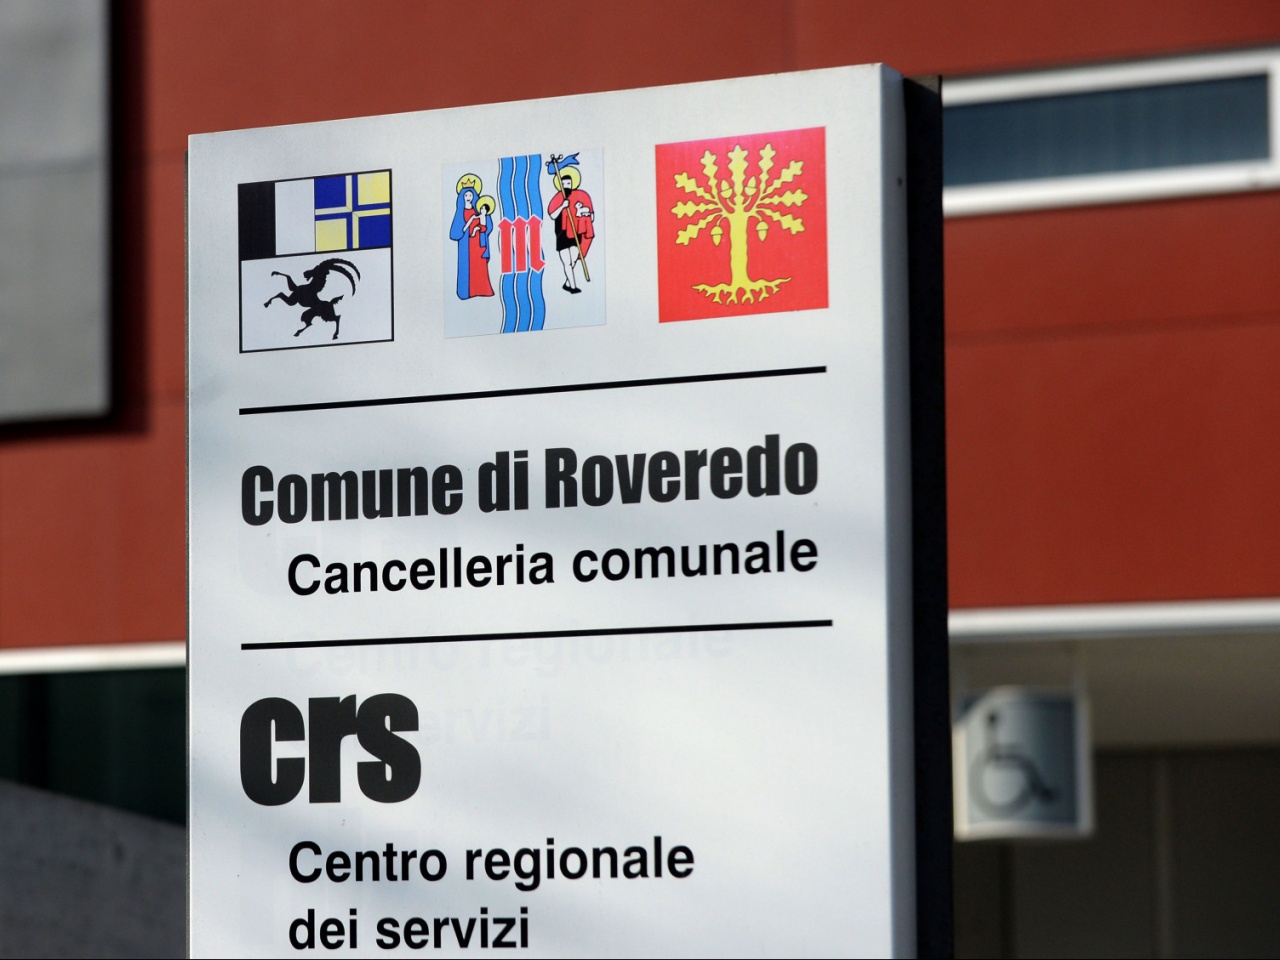 m
Comune di Roveredo
Cancelleria comunale
crs
Centro regionale
dei servizi